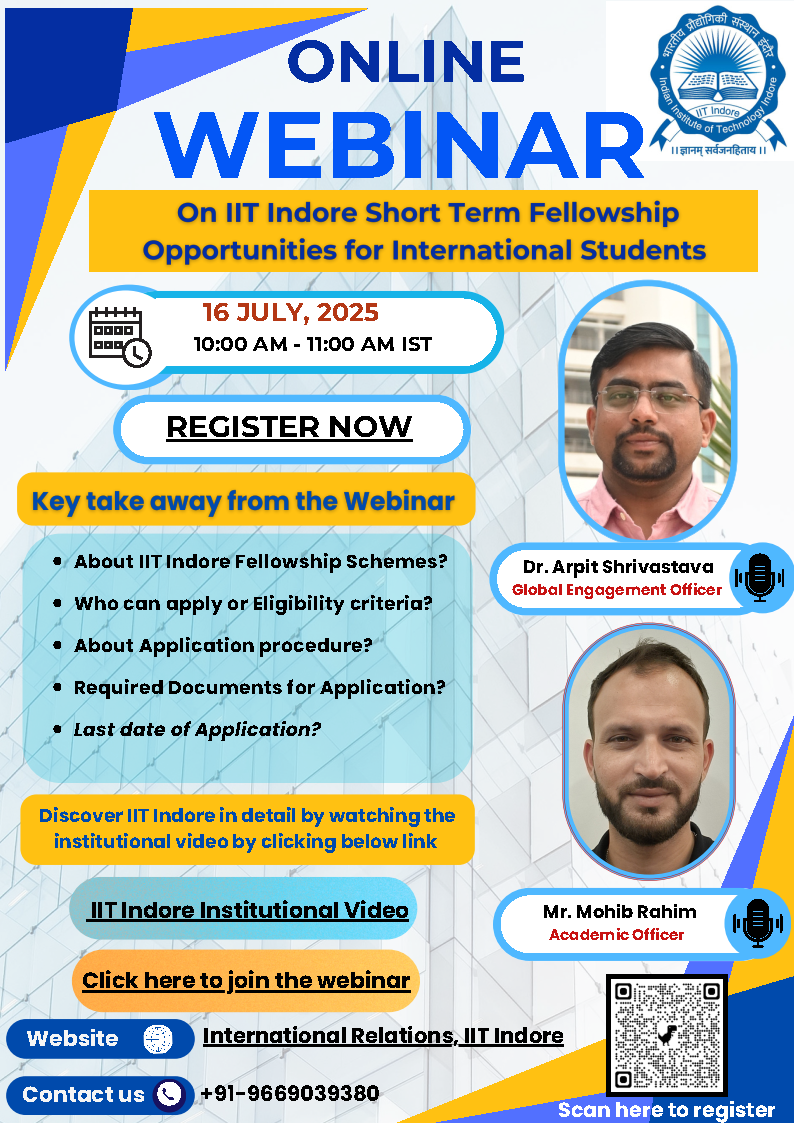 ONLINE
WEBINAR
भारतीय प्रौद्योगिकी संस्थान इंदौर
IIT Indore
Indian Institute of Technology Indore
।।ज्ञानम् सर्वजनहिताय।।
On IIT Indore Short Term Fellowship
Opportunities for International Students
16 JULY, 2025
10:00 AM - 11:00 AM IST
REGISTER NOW
Key take away from the Webinar
• About IIT Indore Fellowship Schemes?
• Who can apply or Eligibility criteria?
• About Application procedure?
• Required Documents for Application?
• Last date of Application?
Dr. Arpit Shrivastava
Global Engagement Officer
Discover IIT Indore in detail by watching the
institutional video by clicking below link
IIT Indore Institutional Video
Click here to join the webinar
Mr. Mohib Rahim
Academic Officer
Website
International Relations, IIT Indore
Contact us
+91-9669039380
Scan here to register